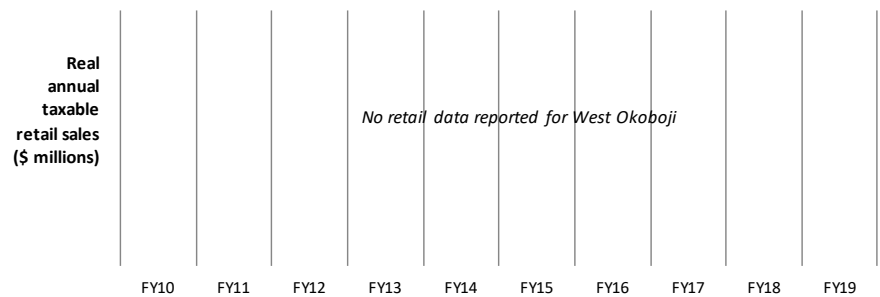 Real
annual
taxable
retail sales
($ millions)
No retail data reported for West Okoboji
FY10 FY11 FY12 FY13 FY14 FY15 FY16 FY17 FY18 FY19